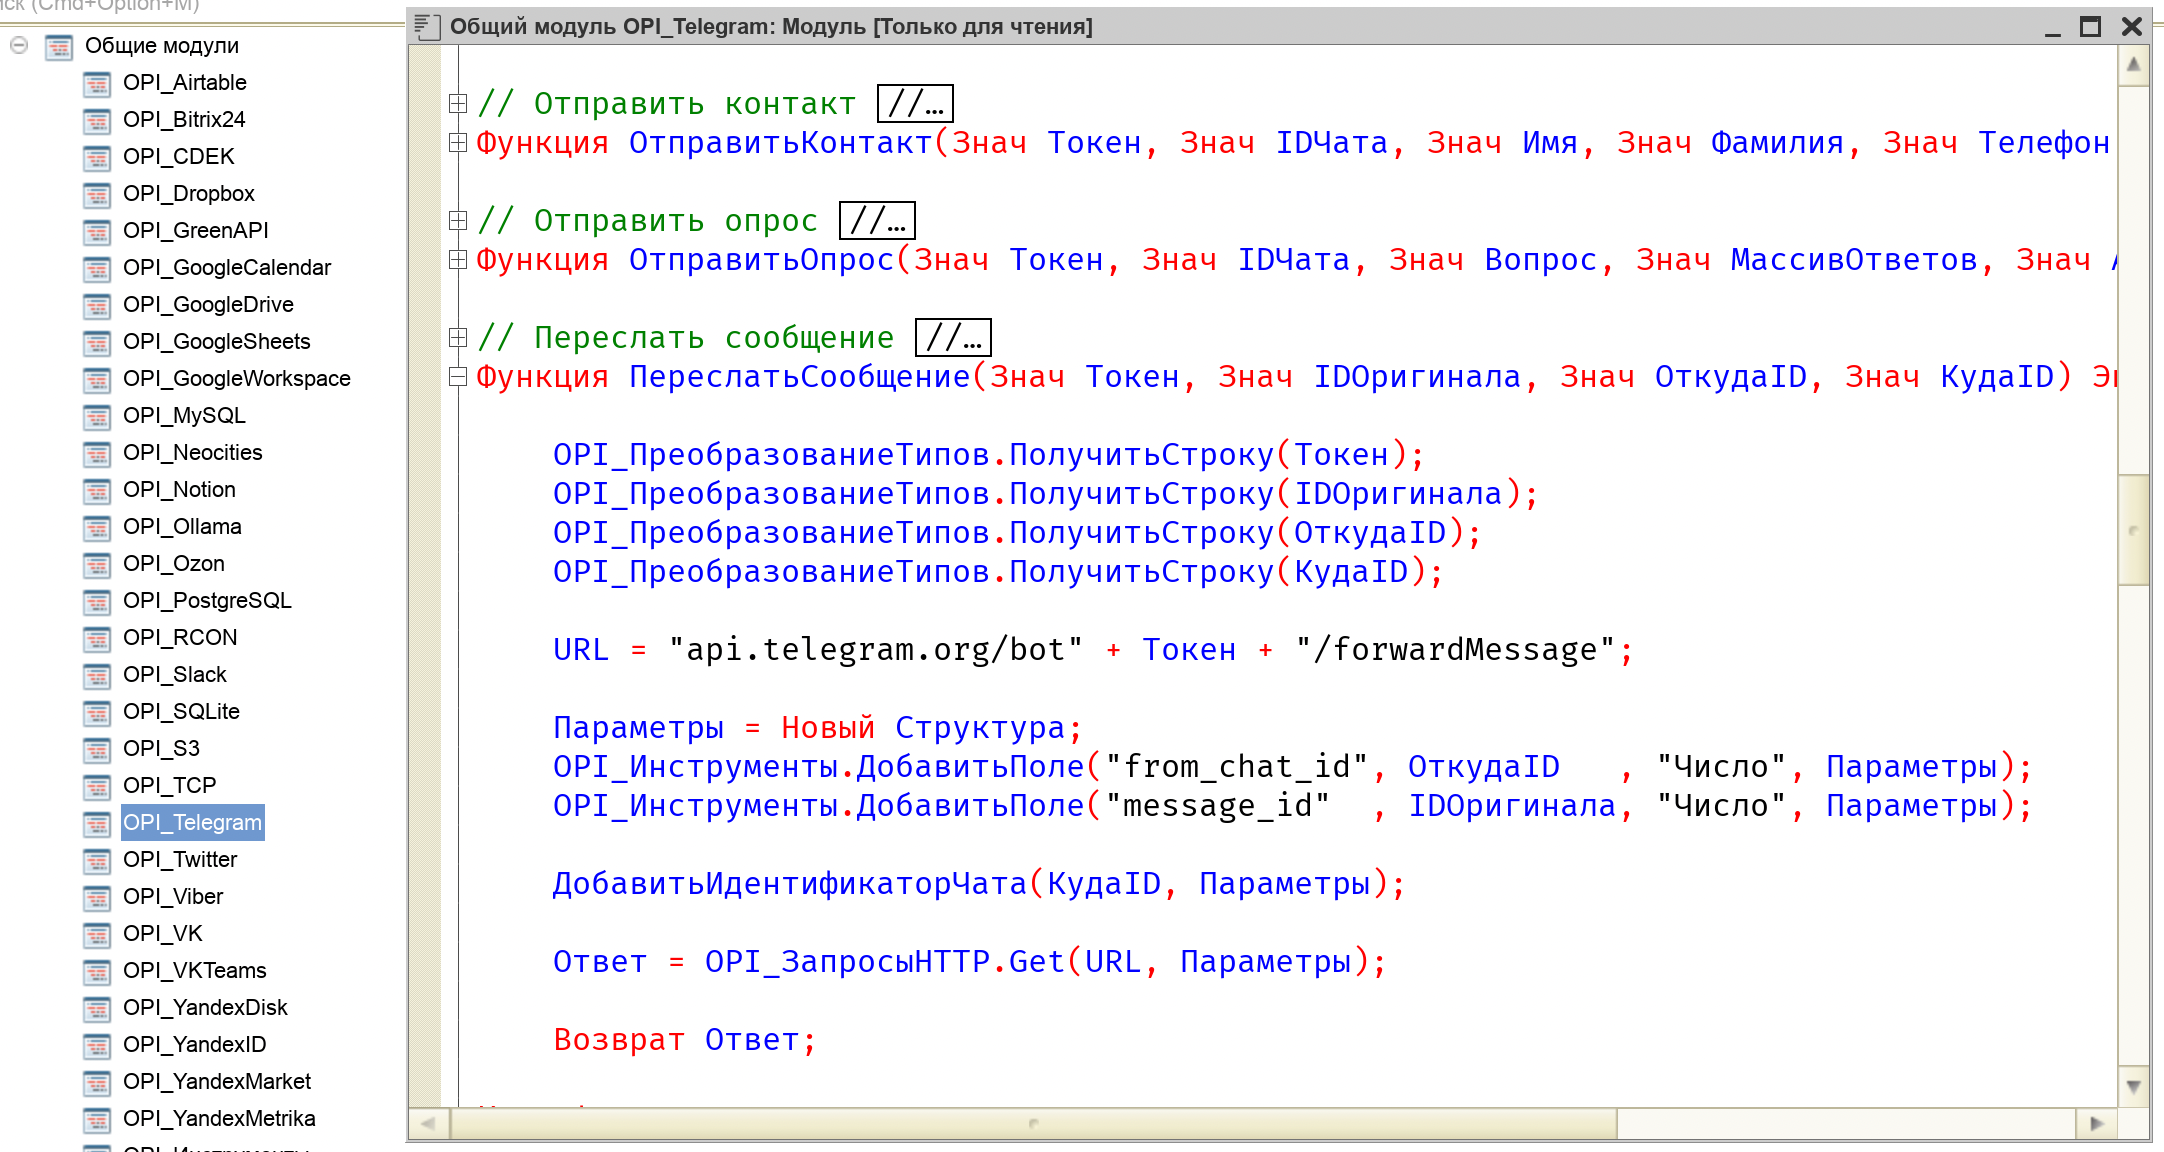 (Cmd+Option+M)
Общие модули
OPI_Airtable
OPI_Bitrix24
OPI_CDEK
OPI_Dropbox
OPI_GreenAPI
OPI_GoogleCalendar
OPI_GoogleDrive
OPI_GoogleSheets
OPI_GoogleWorkspace
OPI_MySQL
OPI_Neocities
OPI_Notion
OPI_Ollama
OPI_Ozon
OPI_PostgreSQL
OPI_RCON
OPI_Slack
OPI_SQLite
OPI_S3
OPI_TCP
OPI_Telegram
OPI_Twitter
OPI_Viber
OPI_VK
OPI_VKTeams
OPI_YandexDisk
OPI_YandexID
OPI_YandexMarket
OPI_YandexMetrika
Общий модуль OPI_Telegram: Модуль [Только для чтения]
// Отправить контакт //…
Функция ОтправитьКонтакт(Знач Токен, Знач IDЧата, Знач Имя, Знач Фамилия, Знач Телефон
// Отправить опрос //…
Функция ОтправитьОпрос(Знач Токен, Знач IDЧата, Знач Вопрос, Знач МассивОтветов, Знач
// Переслать сообщение //…
Функция ПереслатьСообщение(Знач Токен, Знач IDОригинала, Знач ОткудаID, Знач КудаID)
OPI_ПреобразованиеТипов.ПолучитьСтроку(Токен);
OPI_ПреобразованиеТипов.ПолучитьСтроку(IDОригинала);
OPI_ПреобразованиеТипов.ПолучитьСтроку(ОткудаID);
OPI_ПреобразованиеТипов.ПолучитьСтроку(КудаID);
URL = "api.telegram.org/bot" + Токен + "/forwardMessage";
Параметры = Новый Структура;
OPI_Инструменты.ДобавитьПоле("from_chat_id", ОткудаID   , "Число", Параметры);
OPI_Инструменты.ДобавитьПоле("message_id"  , IDОригинала, "Число", Параметры);
ДобавитьИдентификаторЧата(КудаID, Параметры);
Ответ = OPI_ЗапросыHTTP.Get(URL, Параметры);
Возврат Ответ;